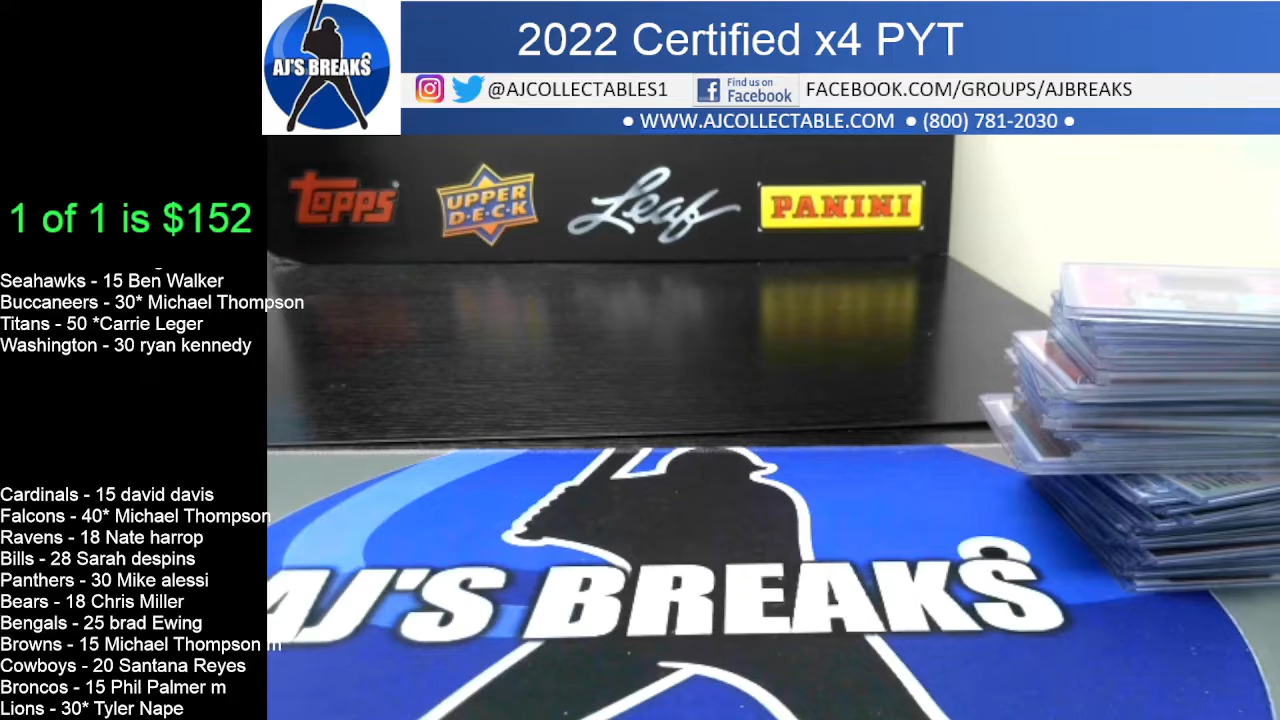 AJ'S BREAKS
2022 Certified x4 PYT
@AJCOLLECTABLES1
Find us on
Facebook
FACEBOOK.COM/GROUPS/AJBREAKS
● WWW.AJCOLLECTABLE.COM ● (800) 781-2030 ●
1 of 1 is $152
Seahawks - 15 Ben Walker
Buccaneers - 30* Michael Thompson
Titans - 50 *Carrie Leger
Washington - 30 ryan kennedy
Cardinals - 15 david davis
Falcons - 40* Michael Thompson
Ravens - 18 Nate harrop
Bills - 28 Sarah despins
Panthers - 30 Mike alessi
Bears - 18 Chris Miller
Bengals - 25 brad Ewing
Browns - 15 Michael Thompson m
Cowboys - 20 Santana Reyes
Broncos - 15 Phil Palmer m
Lions - 30* Tyler Nape
Topps
UPPER
D·E·C·K
Leaf
PANINI
AJ'S BREAKS